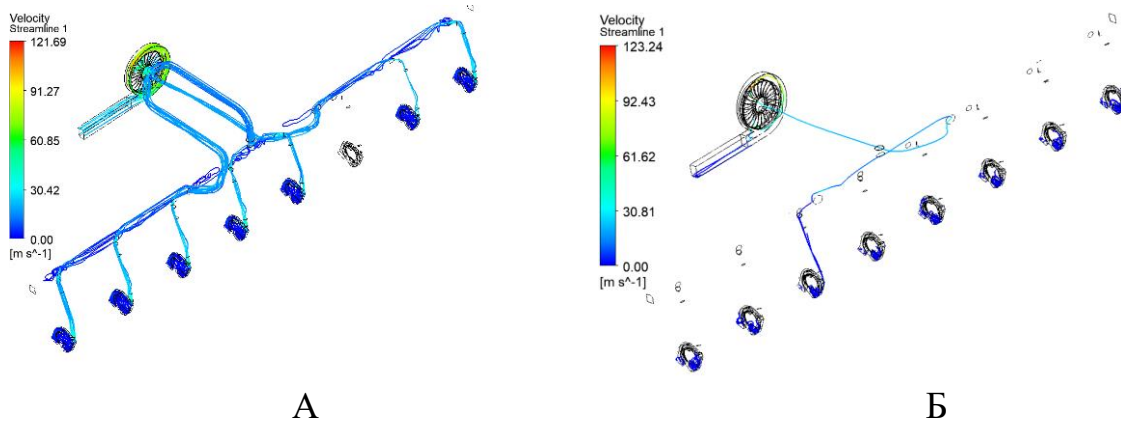 Velocity
Streamline 1
121.69
91.27
60.85
30.42
0.00
[m s^-1]
Velocity
Streamline 1
123.24
92.43
61.62
30.81
0.00
[m s^-1]
А
Б